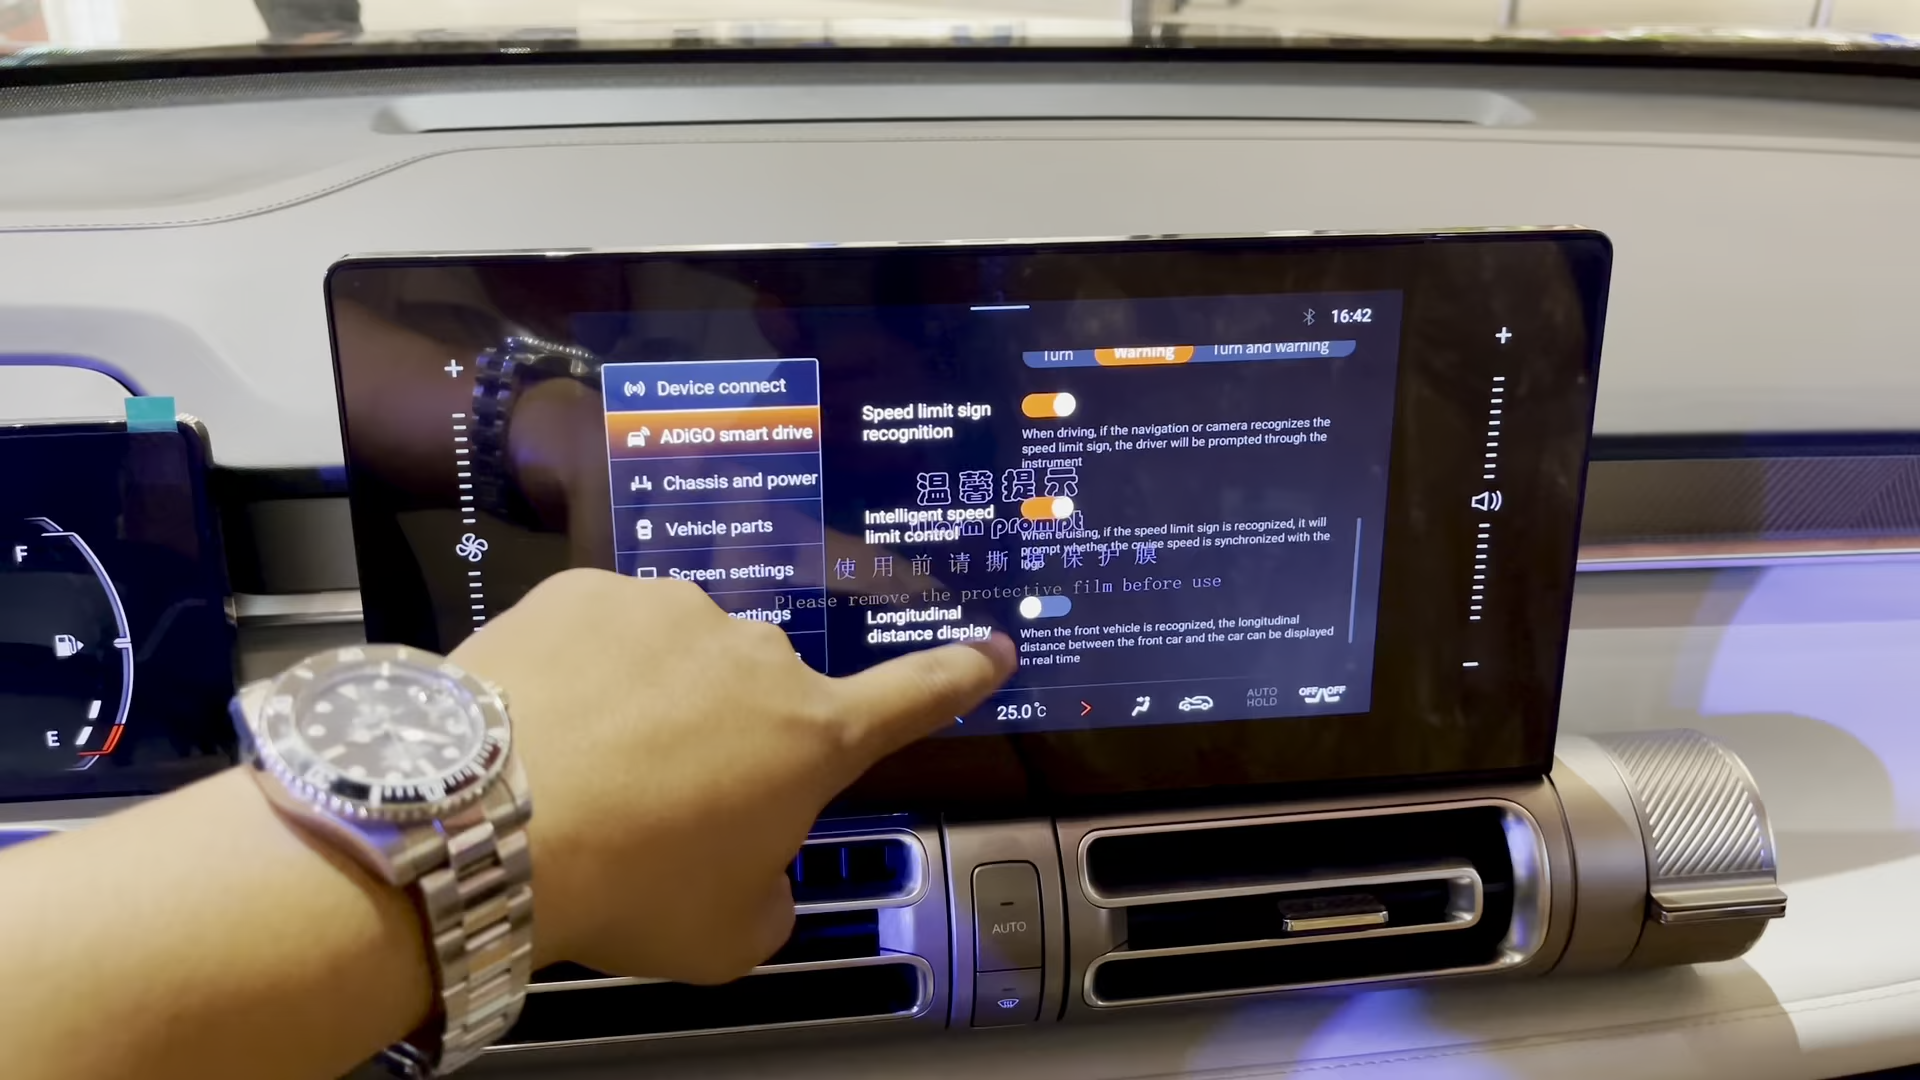 16:42
Turn Warning Turn and warning
Device connect
ADiGO smart drive
Chassis and power
Vehicle parts
Screen settings
settings
Speed limit sign
recognition
When driving, if the navigation or camera recognizes the
speed limit sign, the driver will be prompted through the
instrument
温馨提示
Warm prompt
Intelligent speed
limit control
When cruising, if the speed limit sign is recognized, it will
prompt whether the cruise speed is synchronized with the
logo
使用前请撕掉保护膜
Please remove the protective film before use
Longitudinal
distance display
When the front vehicle is recognized, the longitudinal
distance between the front car and the car can be displayed
in real time
25.0°C
AUTO
HOLD
OFF OFF
F
E
AUTO